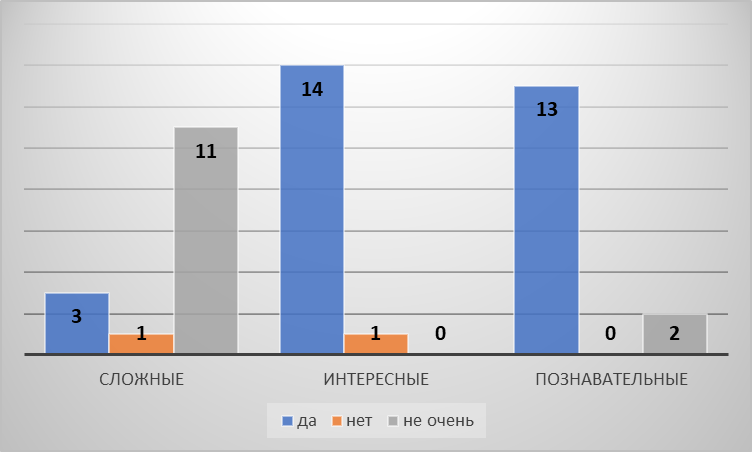 14
13
11
3
1
1
0
0
2
СЛОЖНЫЕ
ИНТЕРЕСНЫЕ
ПОЗНАВАТЕЛЬНЫЕ
да нет не очень